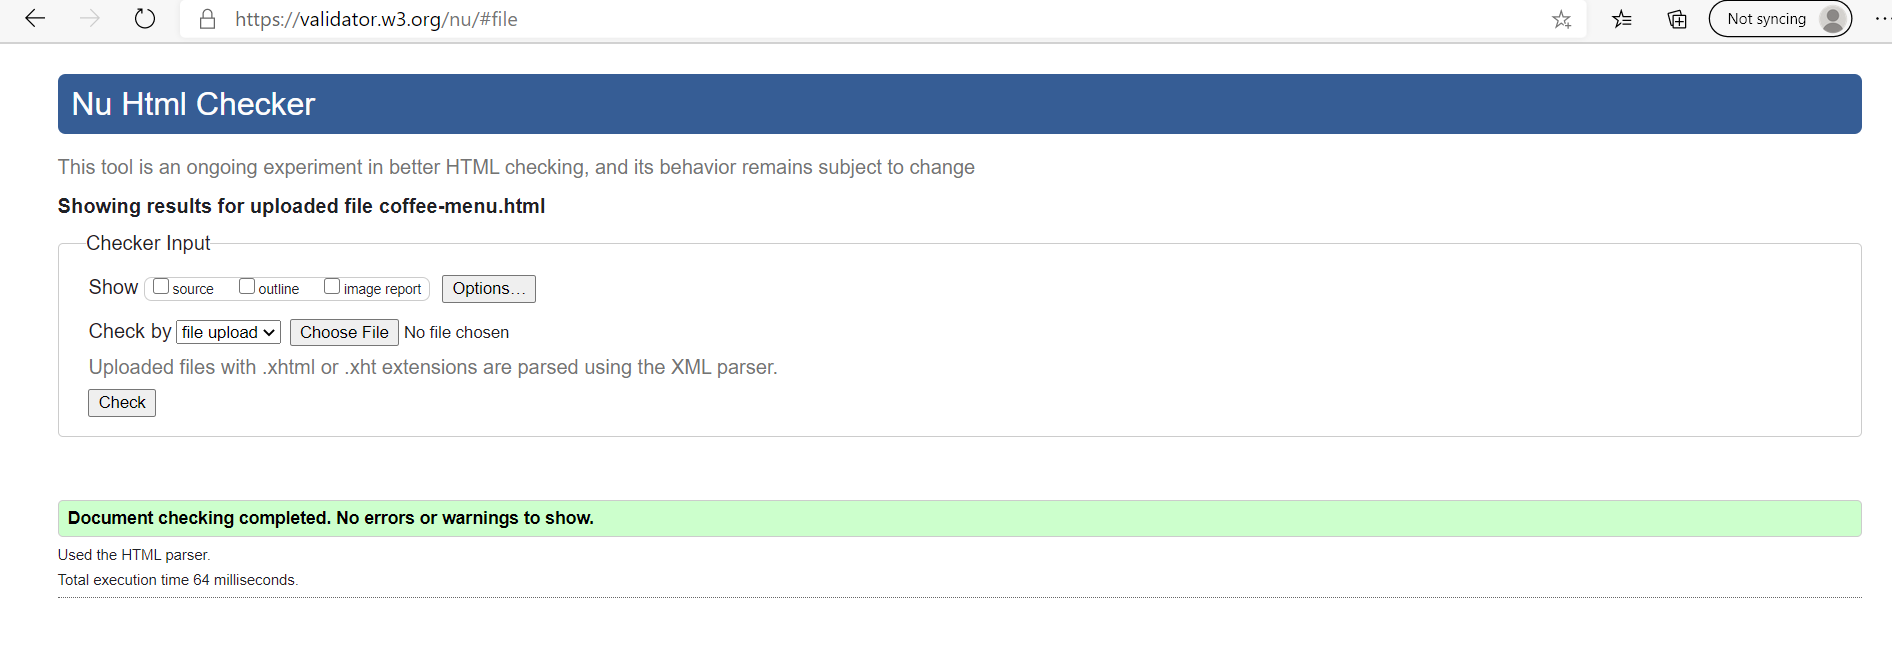 https://validator.w3.org/nu/#file
Not syncing
Nu Html Checker
This tool is an ongoing experiment in better HTML checking, and its behavior remains subject to change
Showing results for uploaded file coffee-menu.html
Checker Input
Show source outline image report Options...
Check by file upload Choose File No file chosen
Uploaded files with .xhtml or .xht extensions are parsed using the XML parser.
Check
Document checking completed. No errors or warnings to show.
Used the HTML parser.
Total execution time 64 milliseconds.